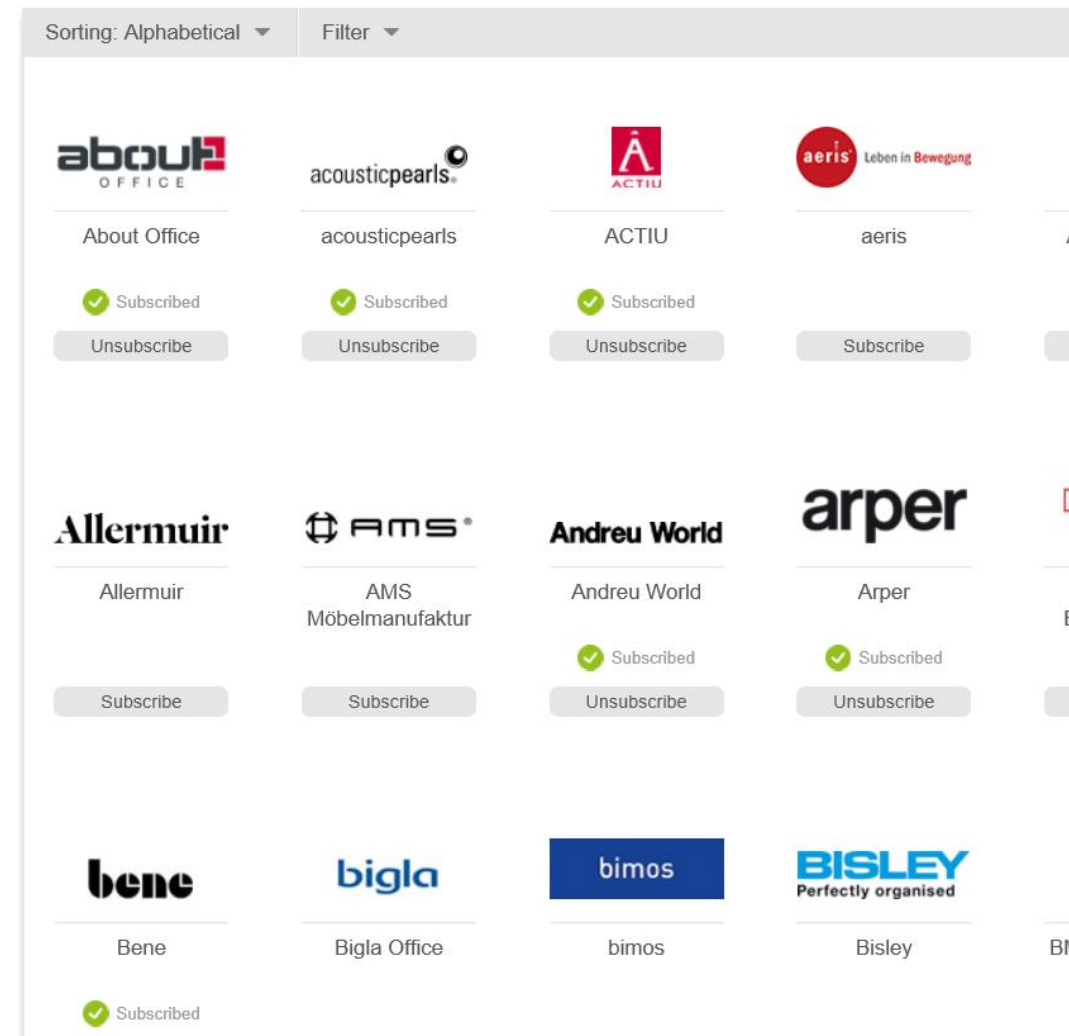 Sorting: Alphabetical Filter
about
OFFICE
acousticpearls®
ACTIU
aeris® Leben in Bewegung
About Office acousticpearls ACTIU aeris
Subscribed Subscribed Subscribed
Unsubscribe Unsubscribe Unsubscribe Subscribe
Allermuir AMS Andreu World arper
Allermuir AMS Möbelmanufaktur Andreu World Arper
Subscribed Subscribed
Subscribe Subscribe Unsubscribe Unsubscribe
bene bigla bimos BISLEY
Perfectly organised
Bene Bigla Office bimos Bisley
Subscribed